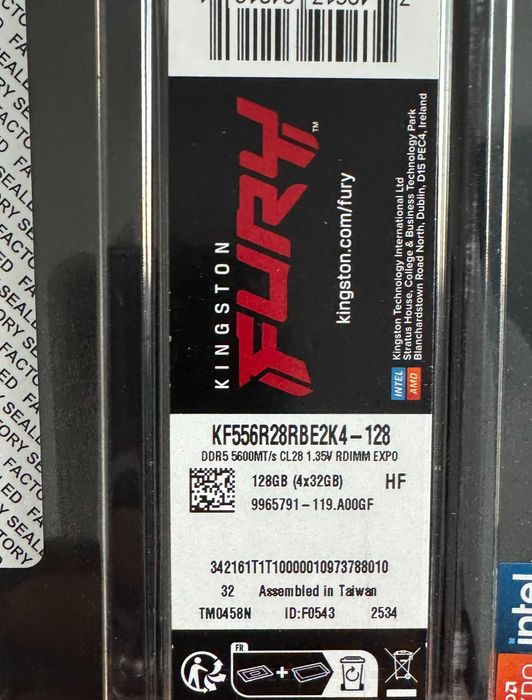 KINGSTON
FURY™
kingston.com/fury
Kingston Technology International Ltd
Stratus House, College & Business Technology Park
Blanchardstown Road North, Dublin, D15 PEC4, Ireland
INTEL
AMD
KF556R28RBE2K4-128
DDR5 5600MT/s CL28 1.35V RDIMM EXPO
128GB (4x32GB) HF
9965791-119.A00GF
342161T1T10000010973788010
32 Assembled in Taiwan
TM0458N ID:F0543 2534
FR
intel
FACTORY SEALED